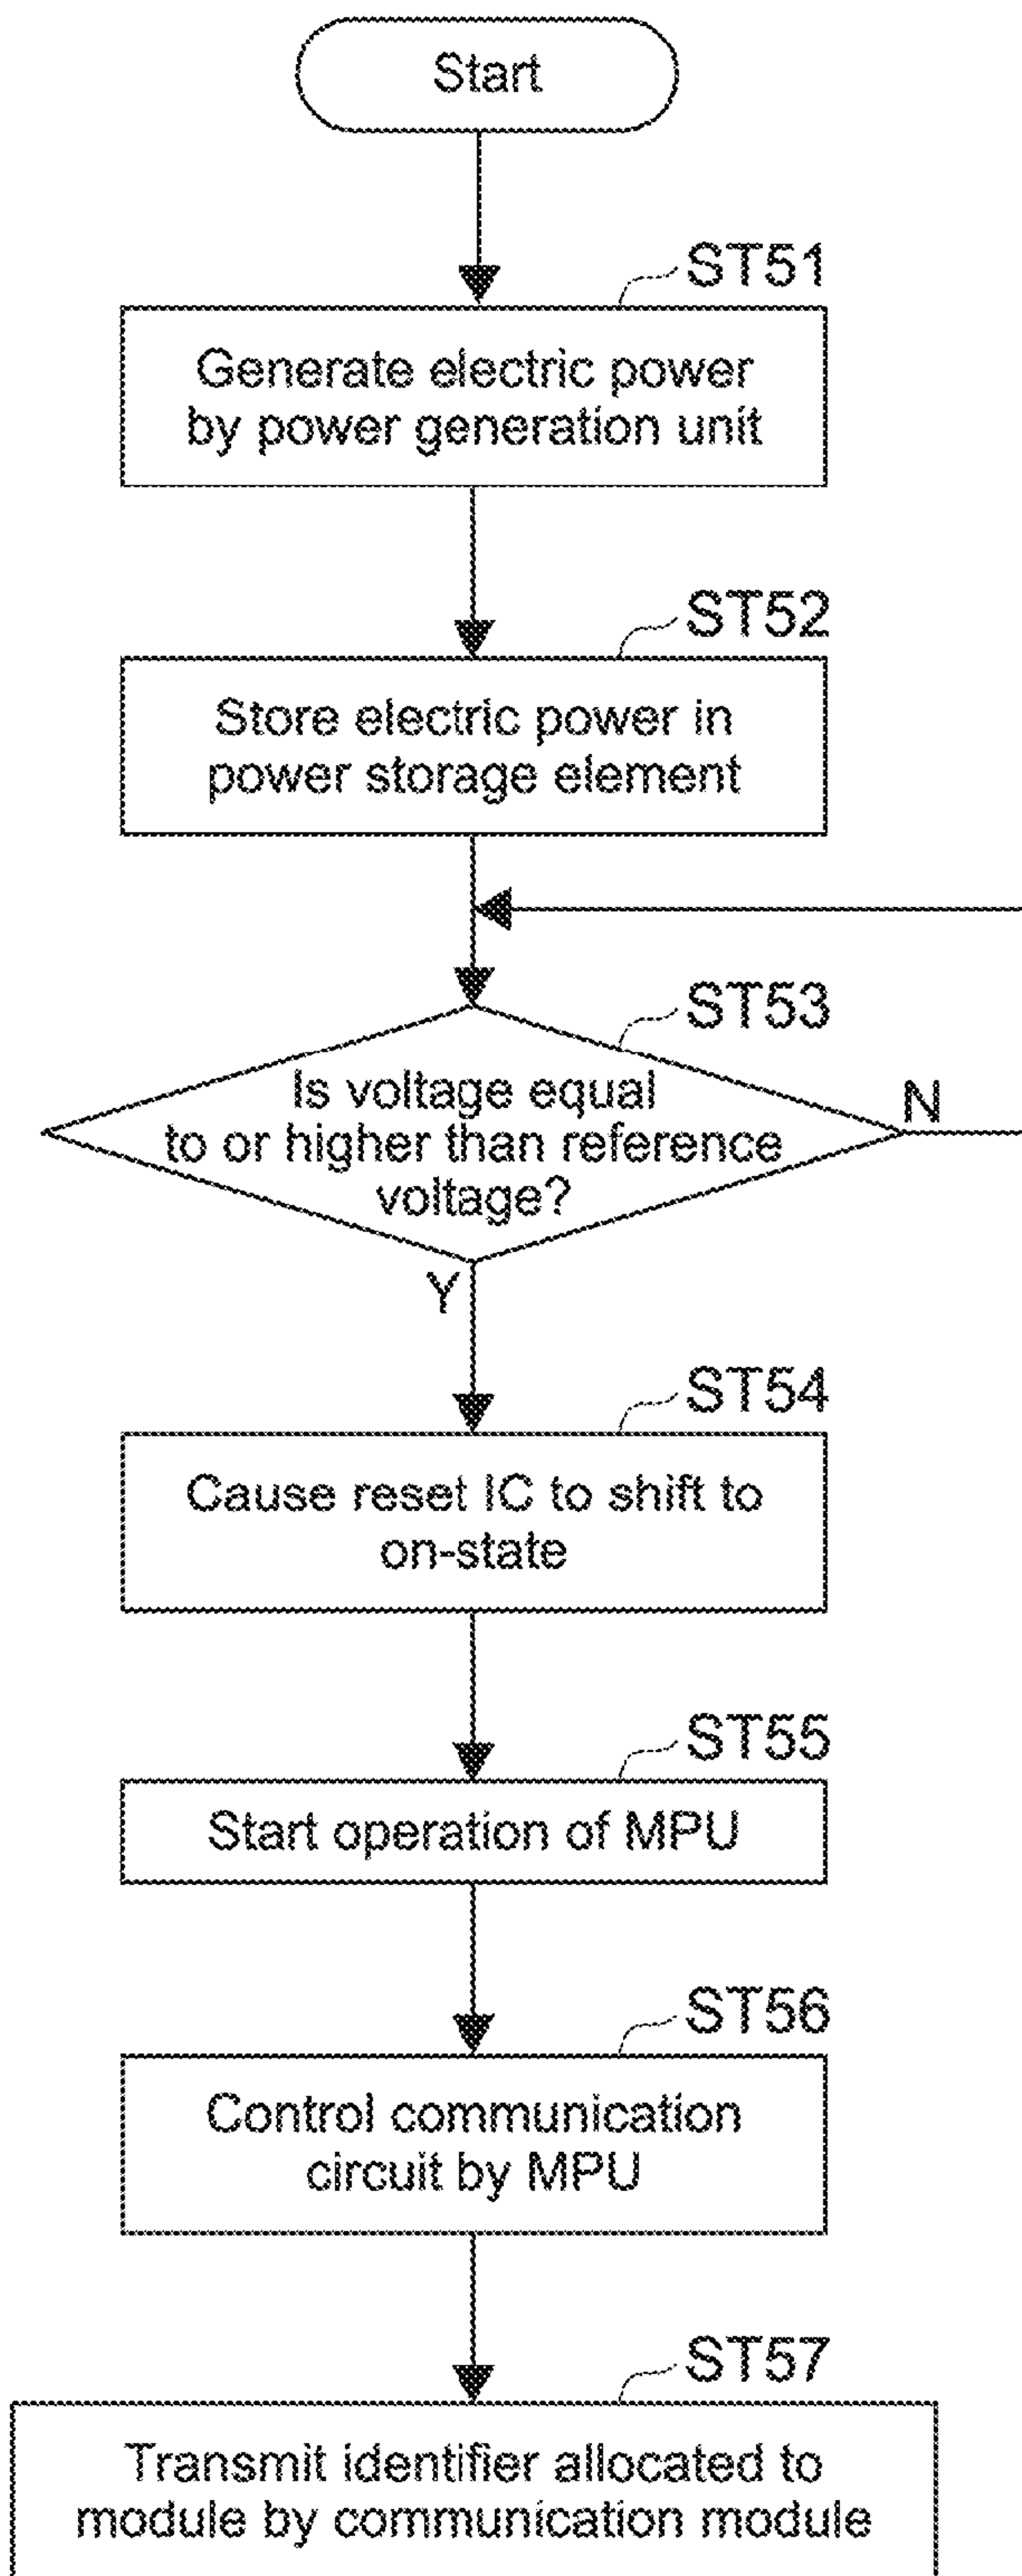 Start
ST51
Generate electric power
by power generation unit
ST52
Store electric power in
power storage element
ST53
Is voltage equal
to or higher than reference
voltage?
N
Y
ST54
Cause reset IC to shift to
on-state
ST55
Start operation of MPU
ST56
Control communication
circuit by MPU
ST57
Transmit identifier allocated to
module by communication module